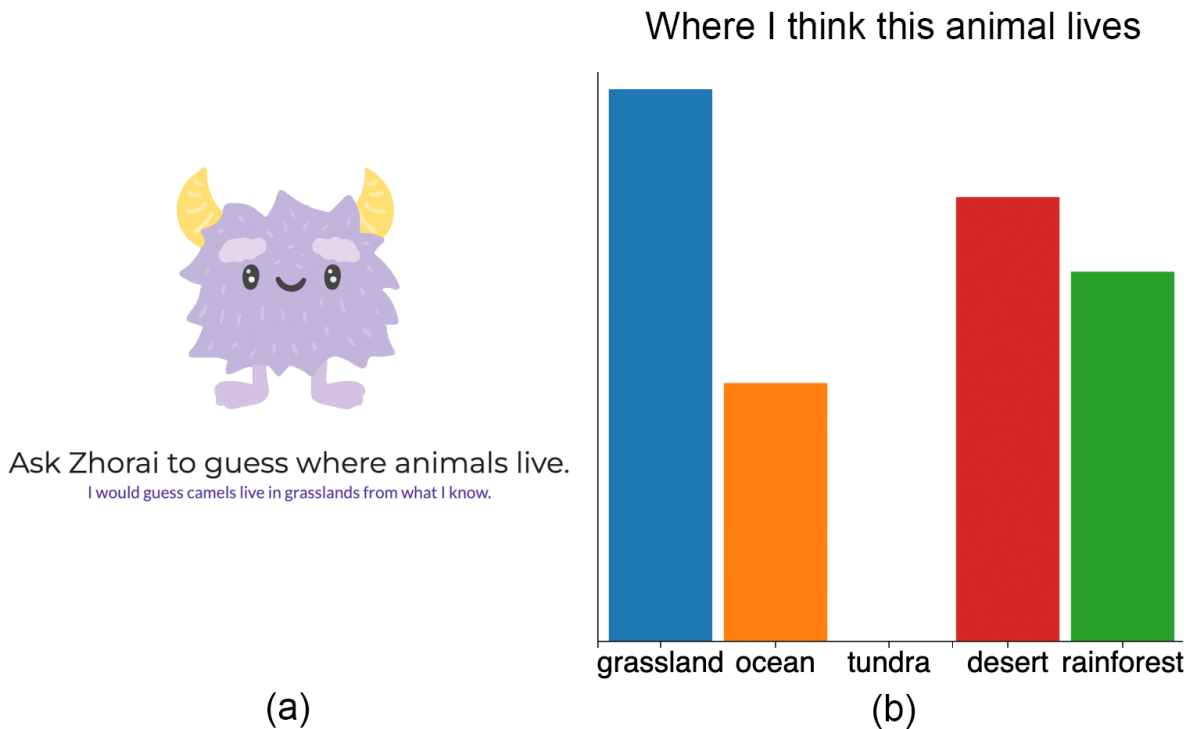 Where I think this animal lives
Ask Zhorai to guess where animals live.
I would guess camels live in grasslands from what I know.
grassland ocean tundra desert rainforest
(a)
(b)